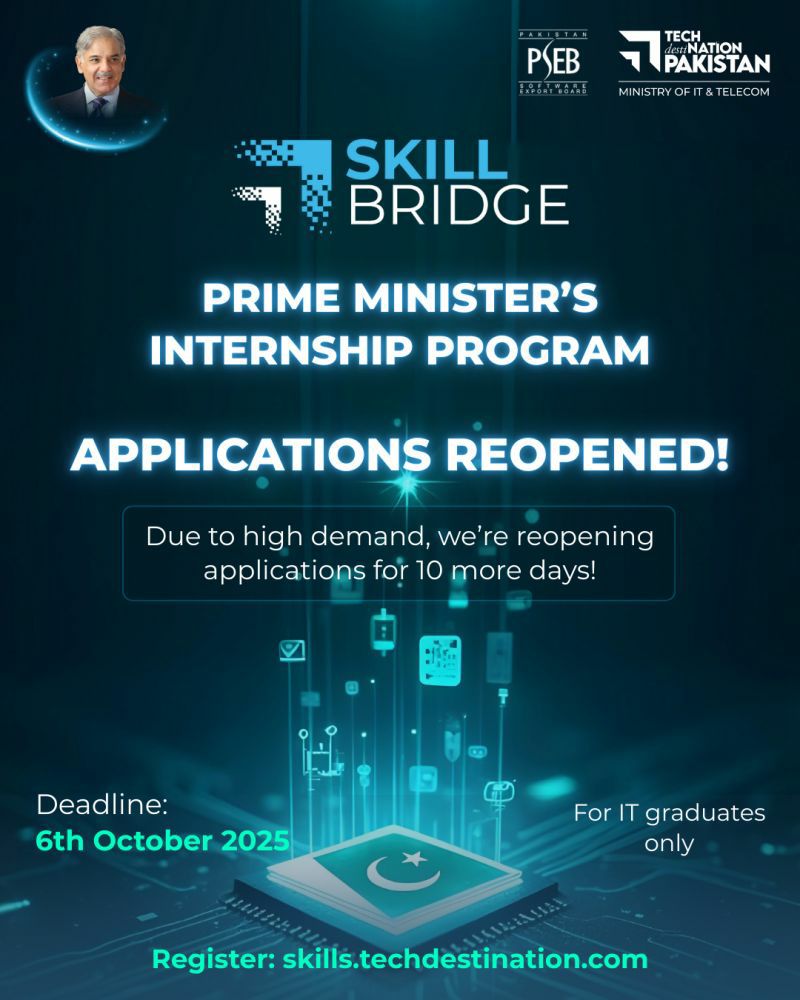 PAKISTAN
PSEB
SOFTWARE
EXPORT BOARD
TECH
destiNATION
PAKISTAN
MINISTRY OF IT & TELECOM
SKILL
BRIDGE
PRIME MINISTER’S
INTERNSHIP PROGRAM
APPLICATIONS REOPENED!
Due to high demand, we’re reopening
applications for 10 more days!
Deadline:
6th October 2025
For IT graduates
only
Register: skills.techdestination.com